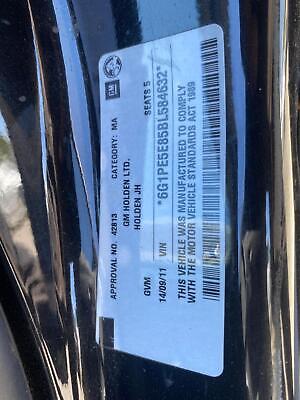 GM
APPROVAL NO. 42813 CATEGORY: MA
GM HOLDEN LTD.
HOLDEN JH SEATS 5
GVM
14/09/11 VIN *6G1PE5E85BL584632*
THIS VEHICLE WAS MANUFACTURED TO COMPLY
WITH THE MOTOR VEHICLE STANDARDS ACT 1989